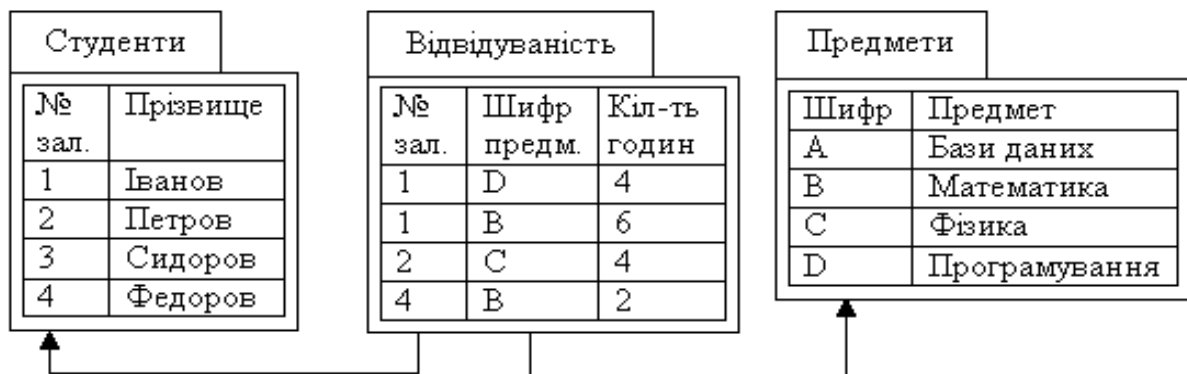 Студенти
№ Прізвище
зал.
1 Іванов
2 Петров
3 Сидоров
4 Федоров
Відвідуваність
№ Шифр Кіл-ть
зал. предм. годин
1 D 4
1 B 6
2 C 4
4 B 2
Предмети
Шифр Предмет
A Бази даних
B Математика
C Фізика
D Програмування